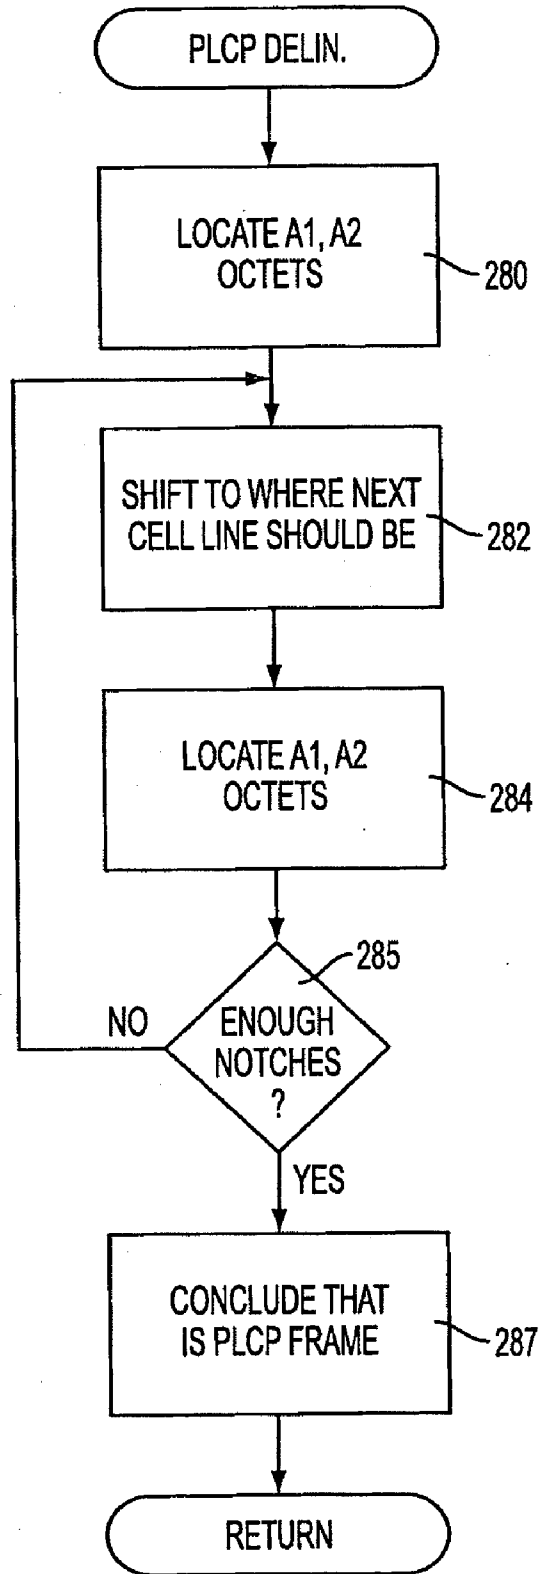 PLCP DELIN.
LOCATE A1, A2
OCTETS
280
SHIFT TO WHERE NEXT
CELL LINE SHOULD BE
282
LOCATE A1, A2
OCTETS
284
285
NO
ENOUGH
NOTCHES
?
YES
CONCLUDE THAT
IS PLCP FRAME
287
RETURN